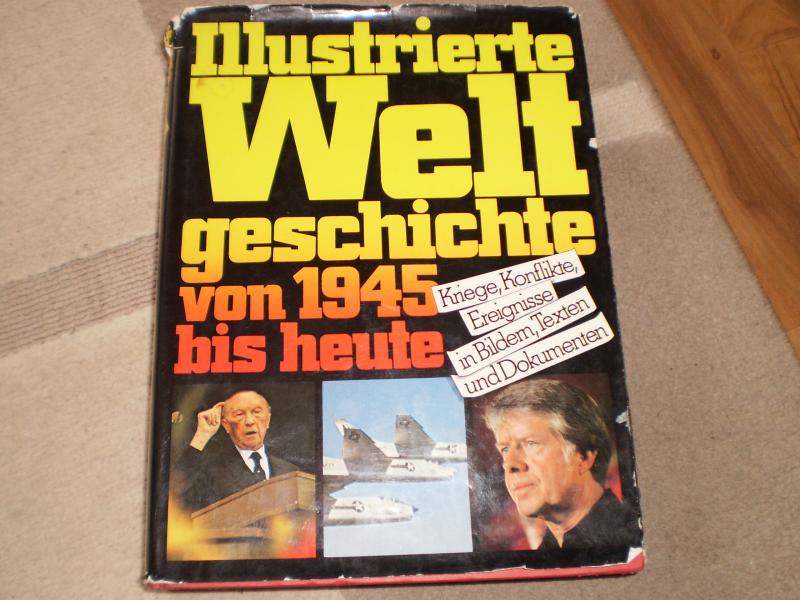 Illustrierte
Welt
geschichte
von 1945
bis heute
Kriege, Konflikte,
Ereignisse
in Bildern, Texten
und Dokumenten